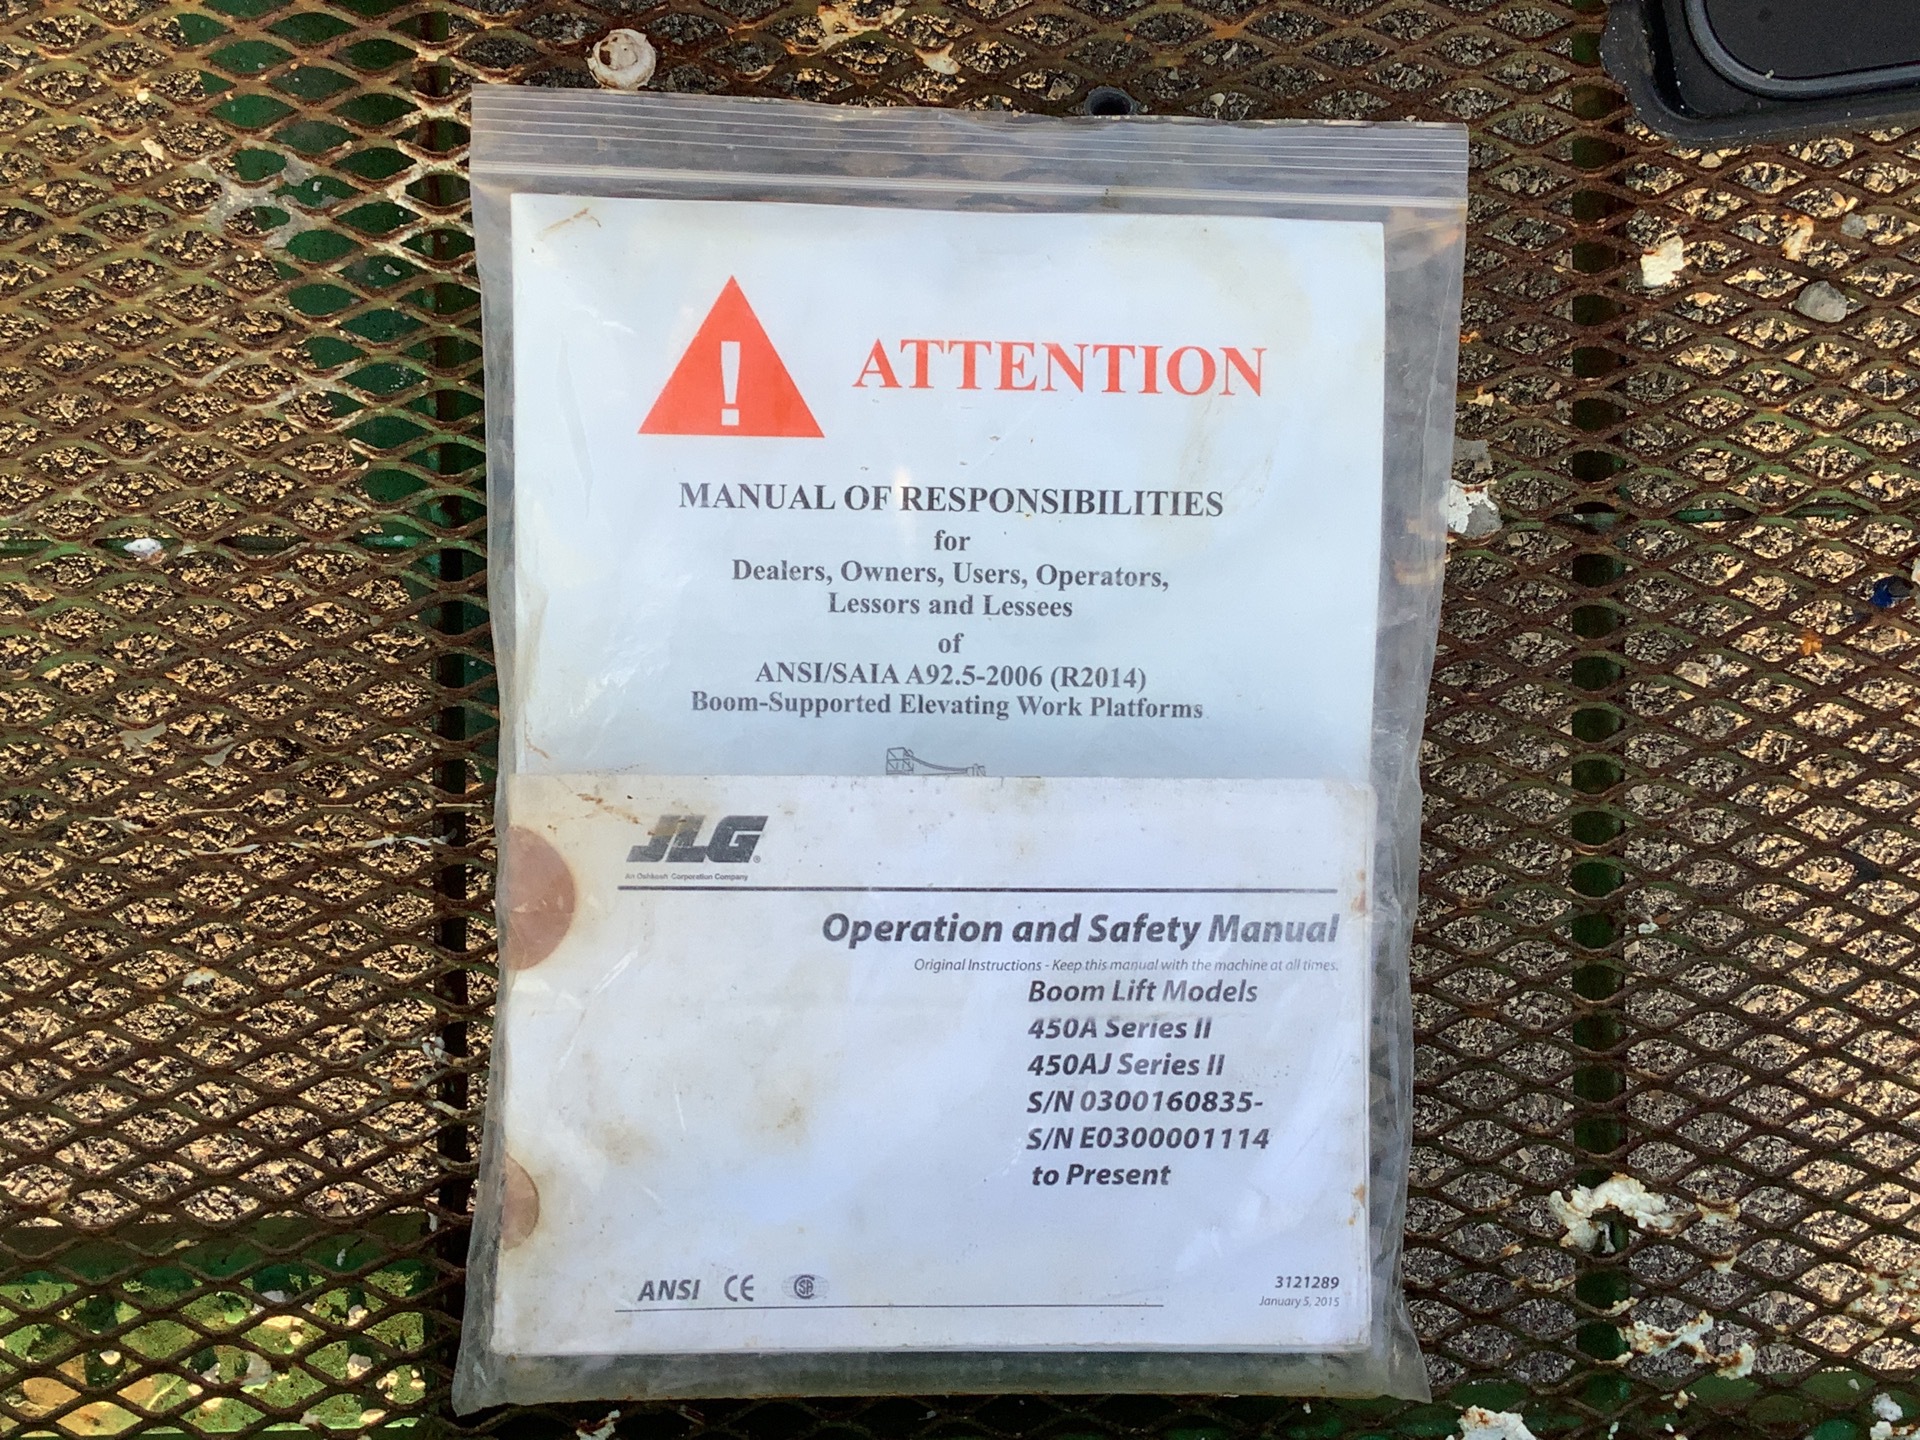 !
ATTENTION
MANUAL OF RESPONSIBILITIES
for
Dealers, Owners, Users, Operators,
Lessors and Lessees
of
ANSI/SAIA A92.5-2006 (R2014)
Boom-Supported Elevating Work Platforms
JLG®
An Oshkosh Corporation Company
Operation and Safety Manual
Original Instructions - Keep this manual with the machine at all times.
Boom Lift Models
450A Series II
450AJ Series II
S/N 0300160835-
S/N E0300001114
to Present
ANSI CE SA
3121289
January 5, 2015